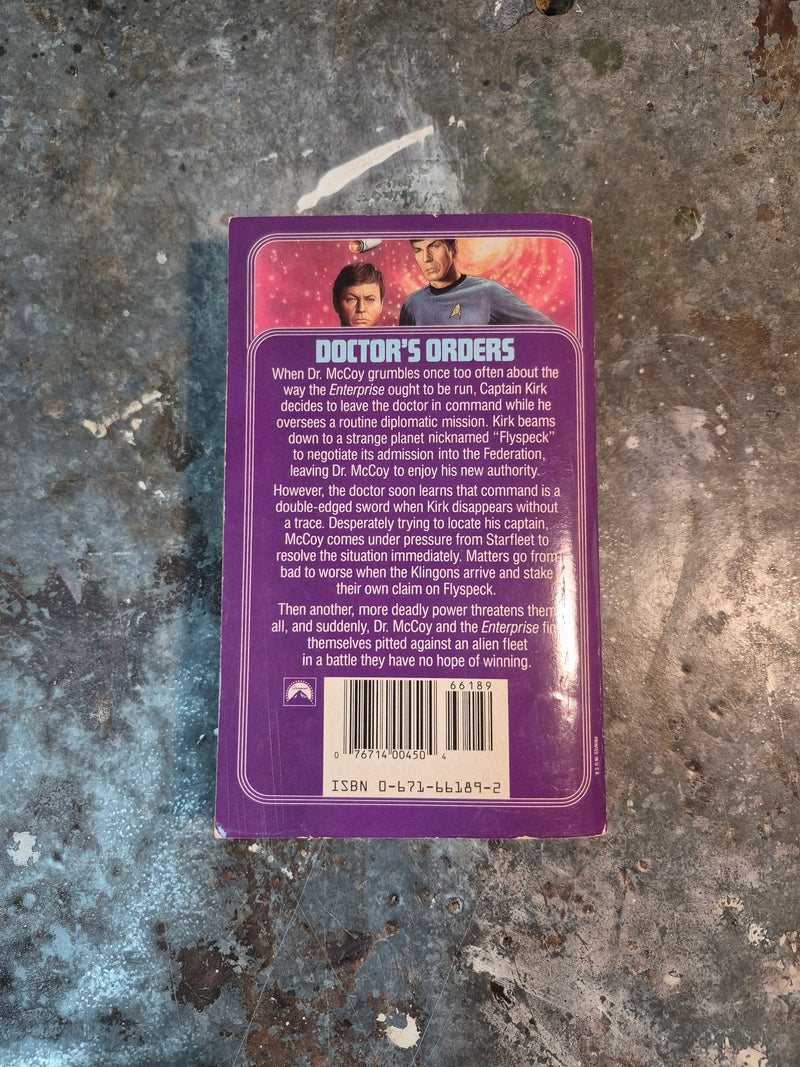 DOCTOR'S ORDERS
When Dr. McCoy grumbles once too often about the
way the Enterprise ought to be run, Captain Kirk
decides to leave the doctor in command while he
oversees a routine diplomatic mission. Kirk beams
down to a strange planet nicknamed “Flyspeck”
to negotiate its admission into the Federation,
leaving Dr. McCoy to enjoy his new authority.
However, the doctor soon learns that command is a
double-edged sword when Kirk disappears without
a trace. Desperately trying to locate his captain,
McCoy comes under pressure from Starfleet to
resolve the situation immediately. Matters go from
bad to worse when the Klingons arrive and stake
their own claim on Flyspeck.
Then another, more deadly power threatens them
all, and suddenly, Dr. McCoy and the Enterprise fin
themselves pitted against an alien fleet
in a battle they have no hope of winning.
66189
0 76714 00450 4
ISBN 0-671-66189-2
PRINTED IN U.S.A.